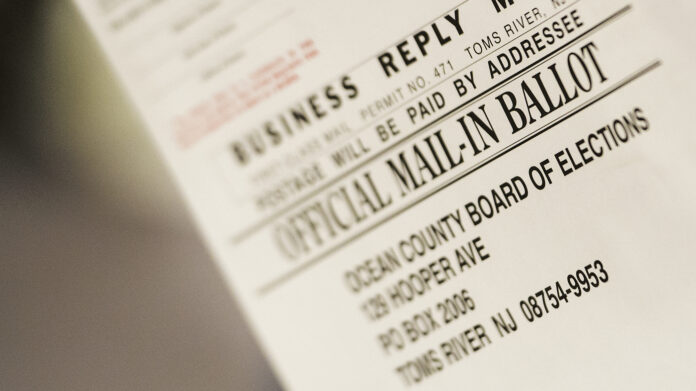 BUSINESS REPLY M
FIRST-CLASS MAIL PERMIT NO. 471 TOMS RIVER, NJ
POSTAGE WILL BE PAID BY ADDRESSEE
OFFICIAL MAIL-IN BALLOT
OCEAN COUNTY BOARD OF ELECTIONS
129 HOOPER AVE
PO BOX 2006
TOMS RIVER NJ 08754-9953